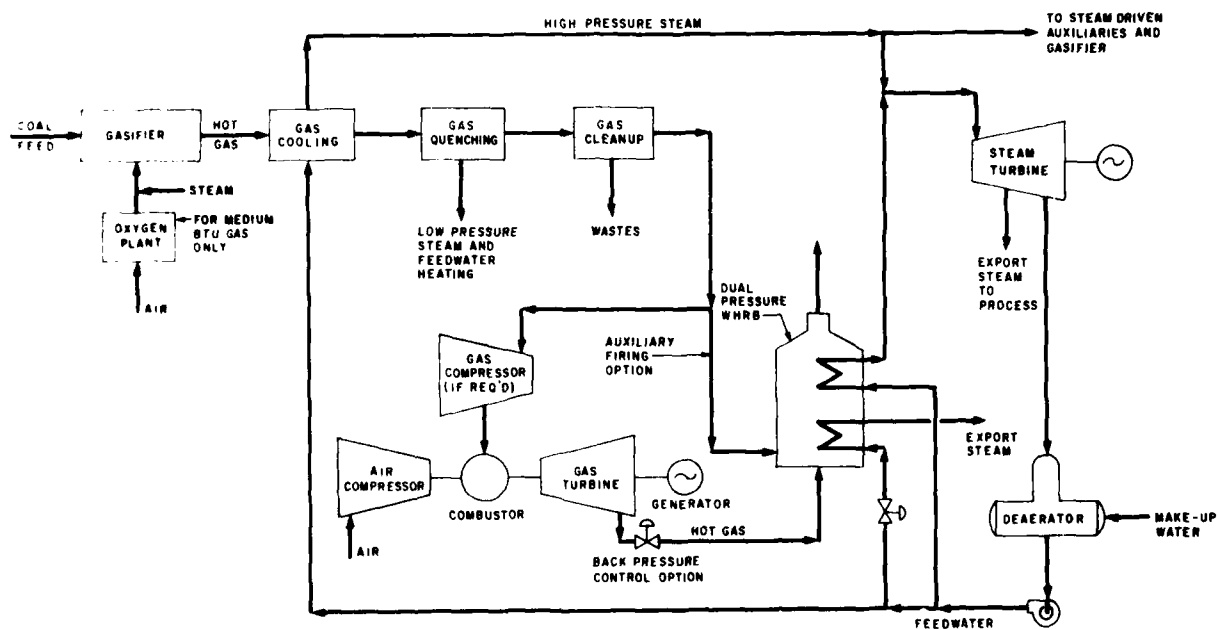 HIGH PRESSURE STEAM
TO STEAM DRIVEN
AUXILIARIES AND
GASIFIER
COAL
FEED
GASIFIER
HOT
GAS
GAS
COOLING
GAS
QUENCHING
GAS
CLEANUP
STEAM
TURBINE
STEAM
OXYGEN
PLANT
FOR MEDIUM
BTU GAS
ONLY
AIR
LOW PRESSURE
STEAM AND
FEEDWATER
HEATING
WASTES
EXPORT
STEAM
TO
PROCESS
DUAL
PRESSURE
WHRB
GAS
COMPRESSOR
(IF REQ'D)
AUXILIARY
FIRING
OPTION
EXPORT
STEAM
AIR
COMPRESSOR
COMBUSTOR
GAS
TURBINE
GENERATOR
DEAERATOR
MAKE-UP
WATER
AIR
HOT GAS
BACK PRESSURE
CONTROL OPTION
FEEDWATER